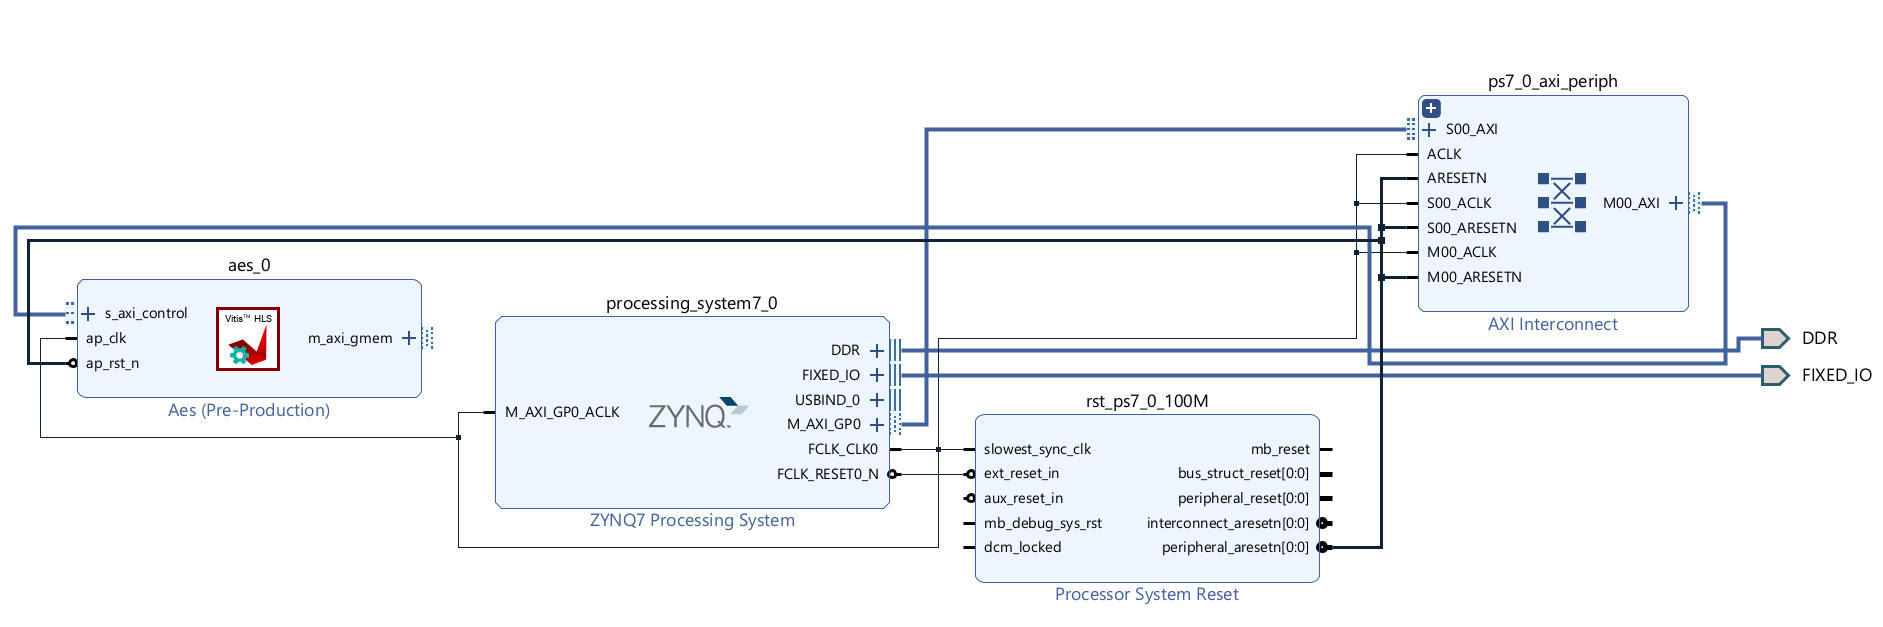 ps7_0_axi_periph
S00_AXI
ACLK
ARESETN
S00_ACLK
M00_AXI
S00_ARESETN
M00_ACLK
M00_ARESETN
AXI Interconnect
aes_0
s_axi_control
Vitis™ HLS
ap_clk
m_axi_gmem
ap_rst_n
Aes (Pre-Production)
processing_system7_0
DDR
FIXED_IO
USBIND_0
M_AXI_GP0_ACLK
ZYNQ™
M_AXI_GP0
FCLK_CLK0
FCLK_RESET0_N
ZYNQ7 Processing System
DDR
FIXED_IO
rst_ps7_0_100M
slowest_sync_clk
mb_reset
ext_reset_in
bus_struct_reset[0:0]
aux_reset_in
peripheral_reset[0:0]
mb_debug_sys_rst
interconnect_aresetn[0:0]
dcm_locked
peripheral_aresetn[0:0]
Processor System Reset